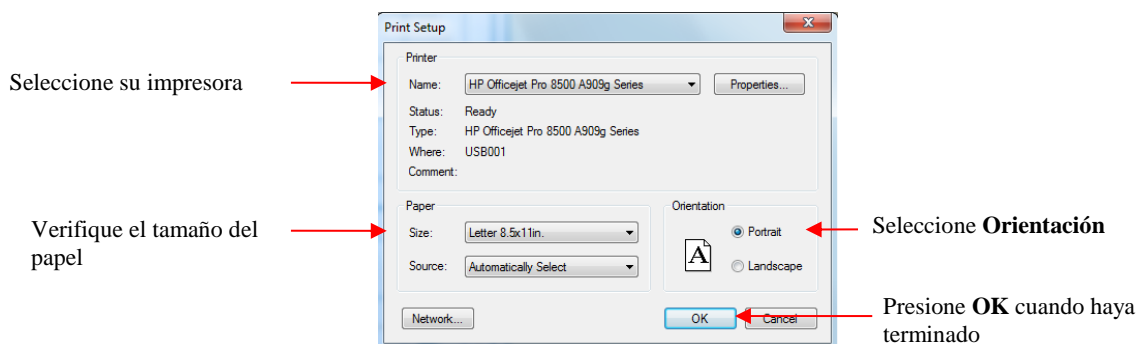 Print Setup
Printer
Seleccione su impresora
Name: HP Officejet Pro 8500 A909g Series Properties...
Status: Ready
Type: HP Officejet Pro 8500 A909g Series
Where: USB001
Comment:
Paper
Orientation
Verifique el tamaño del
papel
Size: Letter 8.5x11in.
Portrait
Seleccione Orientación
Source: Automatically Select
A
Landscape
Network...
OK
Cancel
Presione OK cuando haya
terminado